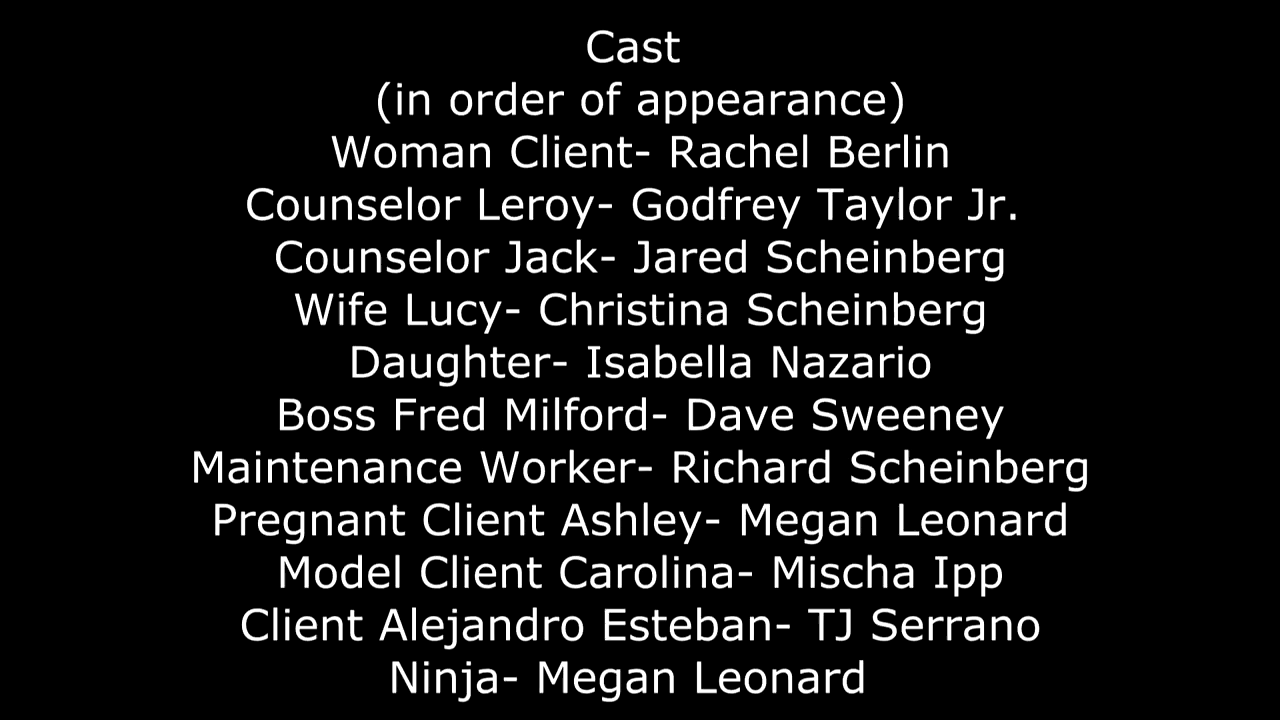 Cast
(in order of appearance)
Woman Client- Rachel Berlin
Counselor Leroy- Godfrey Taylor Jr.
Counselor Jack- Jared Scheinberg
Wife Lucy- Christina Scheinberg
Daughter- Isabella Nazario
Boss Fred Milford- Dave Sweeney
Maintenance Worker- Richard Scheinberg
Pregnant Client Ashley- Megan Leonard
Model Client Carolina- Mischa Ipp
Client Alejandro Esteban- TJ Serrano
Ninja- Megan Leonard